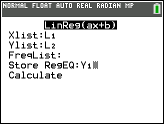 NORMAL FLOAT AUTO REAL RADIAN MP
LinReg(ax+b)
Xlist:L₁
Ylist:L₂
FreqList:
Store RegEQ:Y₁
Calculate